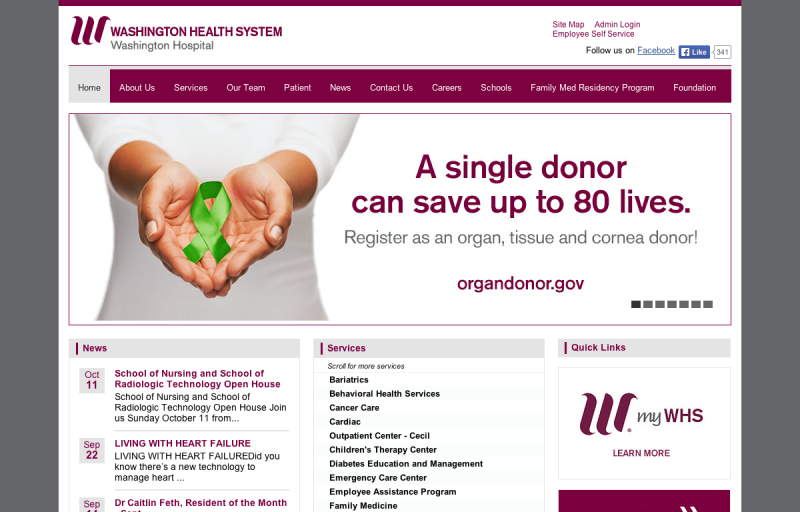 WASHINGTON HEALTH SYSTEM
Washington Hospital
Site Map Admin Login
Employee Self Service
Follow us on Facebook Like 341
Home About Us Services Our Team Patient News Contact Us Careers Schools Family Med Residency Program Foundation
A single donor
can save up to 80 lives.
Register as an organ, tissue and cornea donor!
organdonor.gov
News
Oct
11
School of Nursing and School of
Radiologic Technology Open House
School of Nursing and School of
Radiologic Technology Open House Join
us Sunday October 11 from...
Sep
22
LIVING WITH HEART FAILURE
LIVING WITH HEART FAILUREDid you
know there's a new technology to
manage heart ...
Sep
Dr Caitlin Feth, Resident of the Month
Services
Scroll for more services
Bariatrics
Behavioral Health Services
Cancer Care
Cardiac
Outpatient Center - Cecil
Children's Therapy Center
Diabetes Education and Management
Emergency Care Center
Employee Assistance Program
Family Medicine
Quick Links
my WHS
LEARN MORE